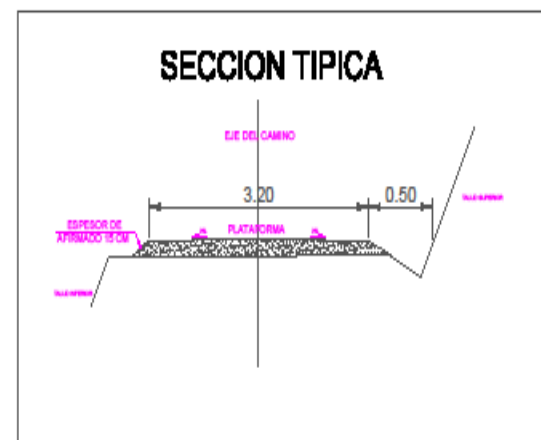 SECCION TIPICA
EJE DEL CAMINO
3.20
0.50
ESPESOR DE
AFIRMADO 15 CM
PLATAFORMA